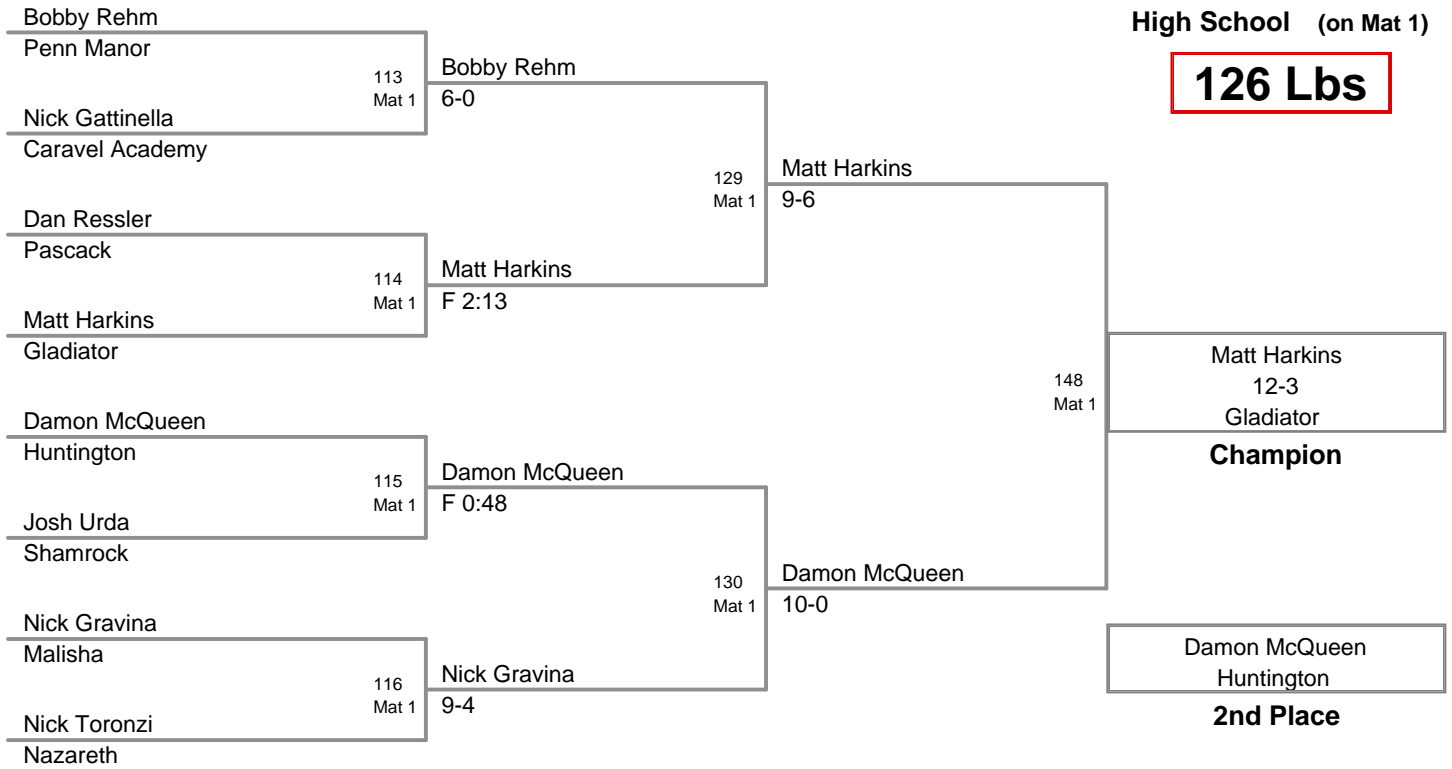 High School (on Mat 1)
126 Lbs
Bobby Rehm
Penn Manor
113
Mat 1
Bobby Rehm
6-0
Nick Gattinella
Caravel Academy
129
Mat 1
Matt Harkins
9-6
Dan Ressler
Pascack
114
Mat 1
Matt Harkins
F 2:13
Matt Harkins
Gladiator
148
Mat 1
Matt Harkins
12-3
Gladiator
Champion
Damon McQueen
Huntington
115
Mat 1
Damon McQueen
F 0:48
Josh Urda
Shamrock
130
Mat 1
Damon McQueen
10-0
Nick Gravina
Malisha
116
Mat 1
Nick Gravina
9-4
Nick Toronzi
Nazareth
Damon McQueen
Huntington
2nd Place